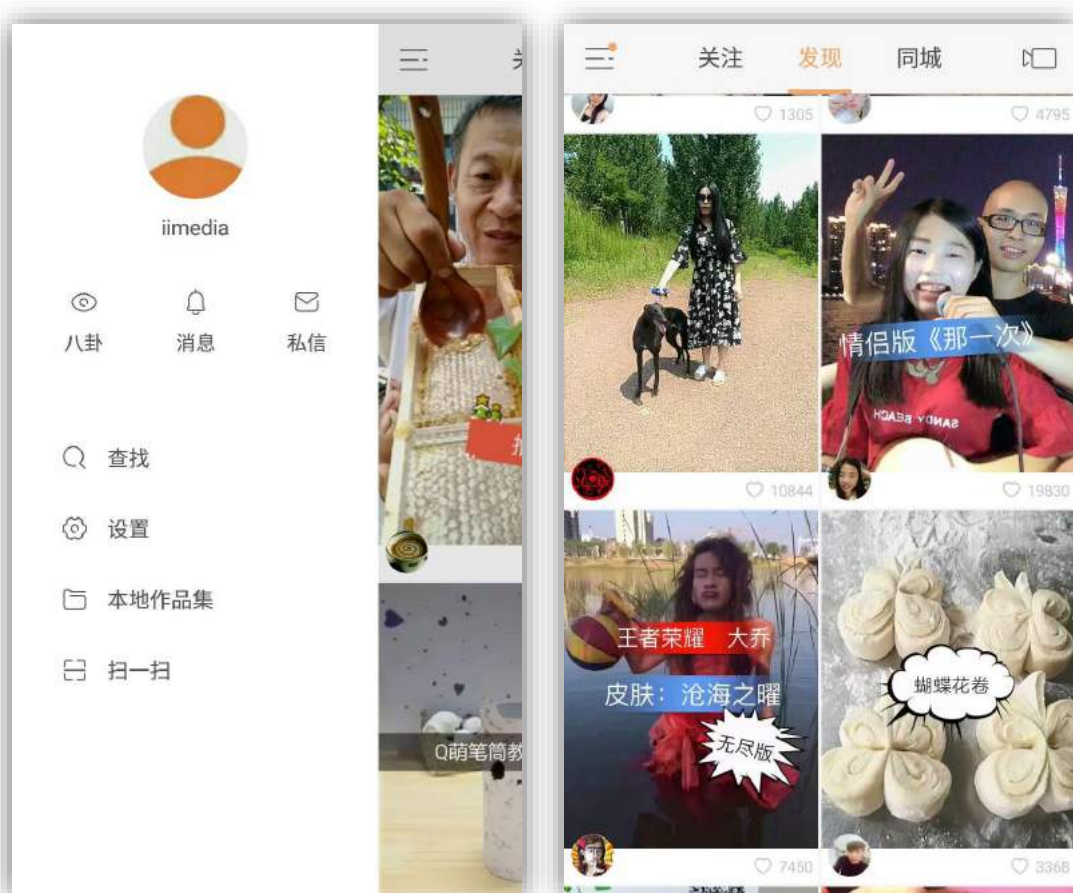 iimedia
八卦
消息
私信
查找
设置
本地作品集
扫一扫
Q萌笔筒教
关注
发现
同城
1305
4795
情侣版《那一次》
SANDY BEACH
10844
19830
王者荣耀 大乔
皮肤：沧海之曜
无尽版
蝴蝶花卷
7450
3368